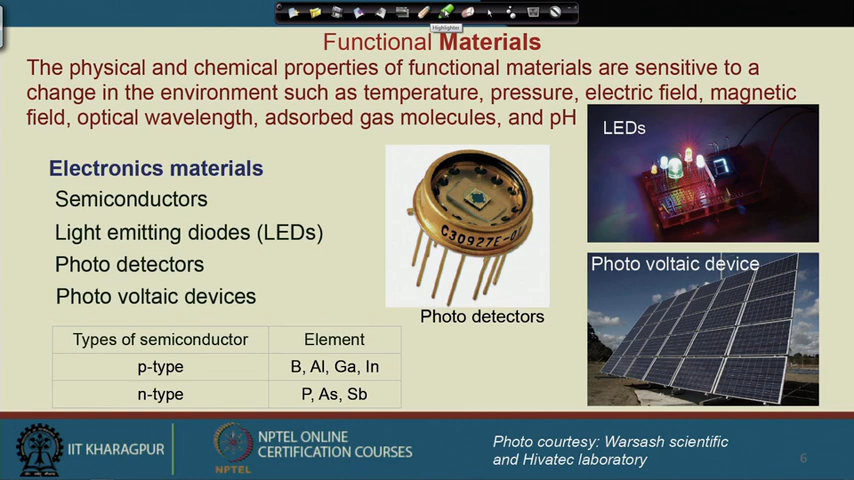 Highlighter
Functional Materials
The physical and chemical properties of functional materials are sensitive to a
change in the environment such as temperature, pressure, electric field, magnetic
field, optical wavelength, adsorbed gas molecules, and pH
LEDs
Electronics materials
Semiconductors
Light emitting diodes (LEDs)
Photo detectors
Photo voltaic devices
C30927E-01
Photo detectors
Photo voltaic device
Types of semiconductor Element
p-type B, Al, Ga, In
n-type P, As, Sb
IIT KHARAGPUR
NPTEL
NPTEL ONLINE
CERTIFICATION COURSES
Photo courtesy: Warsash scientific
and Hivatec laboratory
6